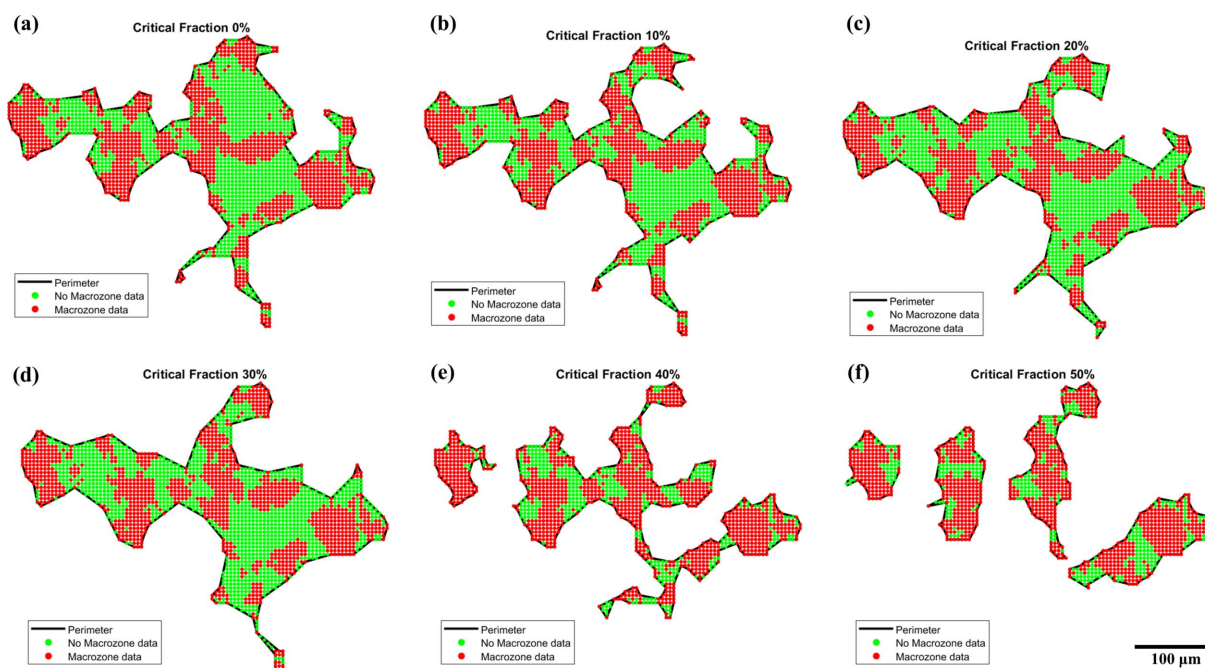 (a)
Critical Fraction 0%
Perimeter
No Macrozone data
Macrozone data
(b)
Critical Fraction 10%
Perimeter
No Macrozone data
Macrozone data
(c)
Critical Fraction 20%
Perimeter
No Macrozone data
Macrozone data
(d)
Critical Fraction 30%
Perimeter
No Macrozone data
Macrozone data
(e)
Critical Fraction 40%
Perimeter
No Macrozone data
Macrozone data
(f)
Critical Fraction 50%
Perimeter
No Macrozone data
Macrozone data
100 μm